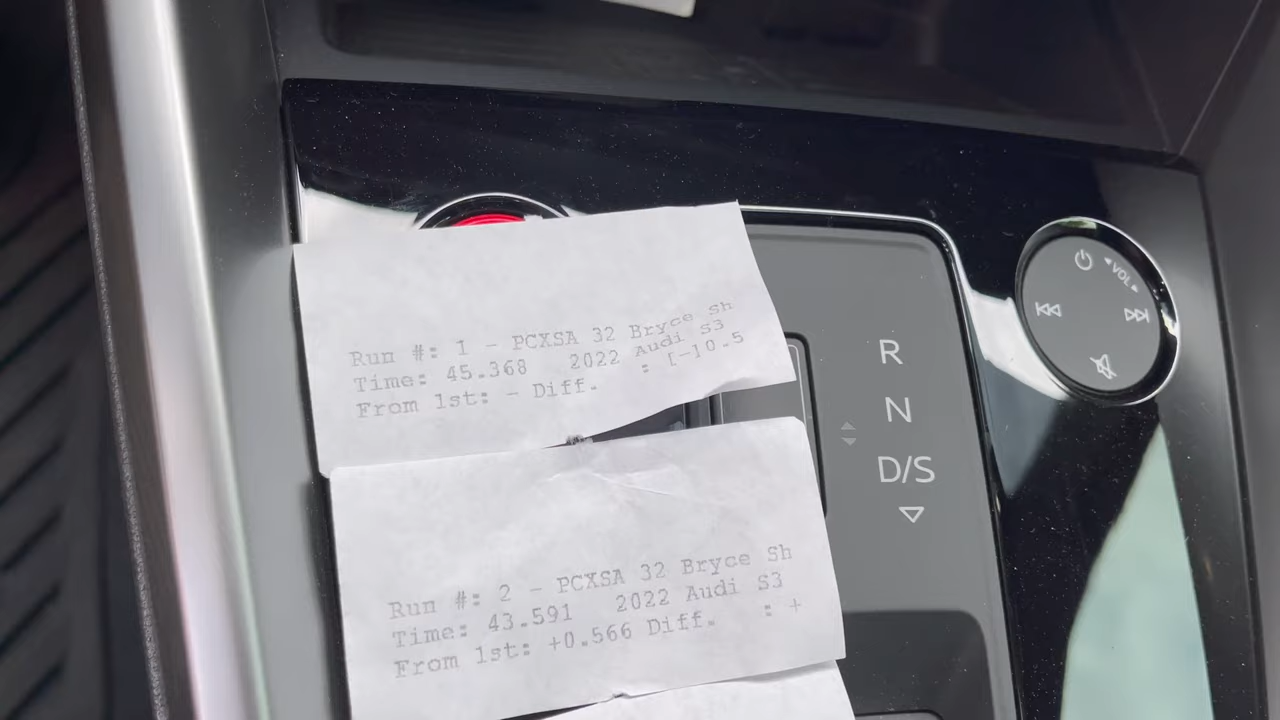 Run #: 1 - PCXSA 32 Bryce Sh
Time: 45.368 2022 Audi S3
From 1st: - Diff. : [-]0.5
Run #: 2 - PCXSA 32 Bryce Sh
Time: 43.591 2022 Audi S3
From 1st: +0.566 Diff. : +
VOL
R
N
D/S